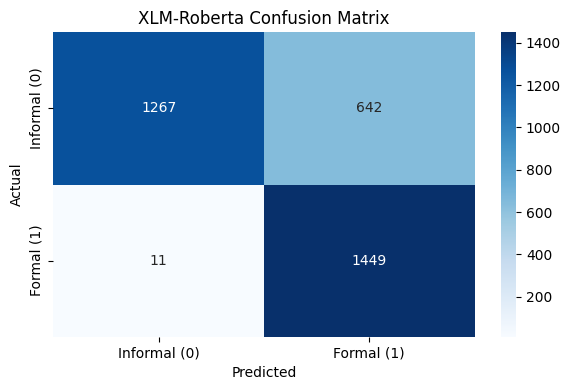 XLM-Roberta Confusion Matrix
Actual
Informal (0)
Formal (1)
1267
642
11
1449
Informal (0)
Formal (1)
Predicted
1400
1200
1000
800
600
400
200